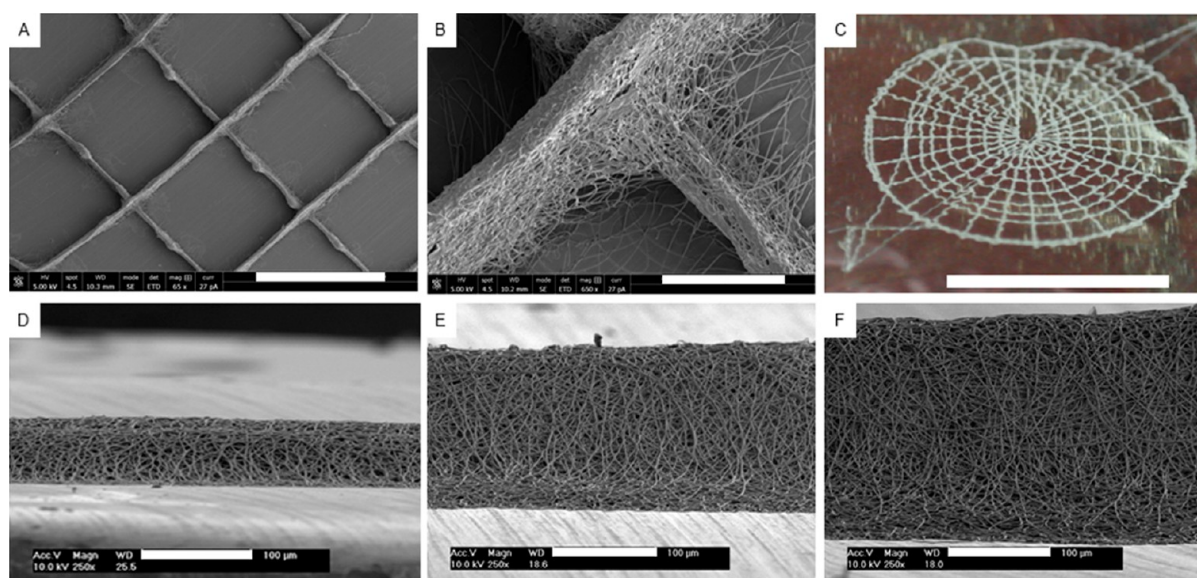 A
B
C
HV spot WD mode det mag curr
5.00 kV 4.5 10.3 mm SE ETD 65 x 27 pA
HV spot WD mode det mag curr
5.00 kV 4.5 10.2 mm SE ETD 650 x 27 pA
D
E
F
Acc.V Magn WD 100 µm
10.0 kV 250x 25.5
Acc.V Magn WD 100 µm
10.0 kV 250x 18.6
Acc.V Magn WD 100 µm
10.0 kV 250x 18.0